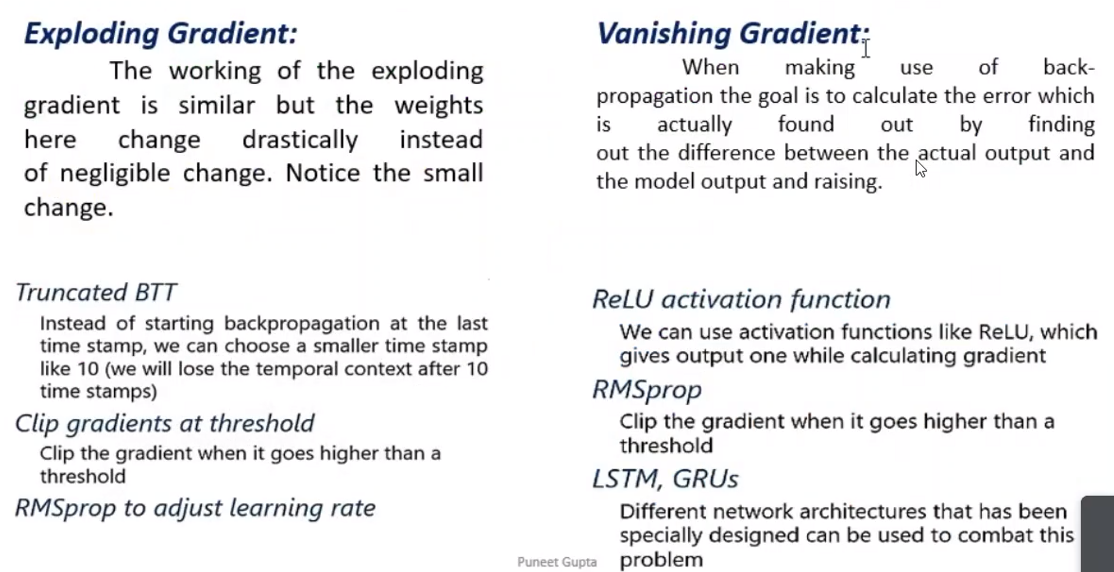 Exploding Gradient:
The working of the exploding
gradient is similar but the weights
here change drastically instead
of negligible change. Notice the small
change.
Truncated BTT
Instead of starting backpropagation at the last
time stamp, we can choose a smaller time stamp
like 10 (we will lose the temporal context after 10
time stamps)
Clip gradients at threshold
Clip the gradient when it goes higher than a
threshold
RMSprop to adjust learning rate
Vanishing Gradient:
When making use of back-
propagation the goal is to calculate the error which
is actually found out by finding
out the difference between the actual output and
the model output and raising.
ReLU activation function
We can use activation functions like ReLU, which
gives output one while calculating gradient
RMSprop
Clip the gradient when it goes higher than a
threshold
LSTM, GRUs
Different network architectures that has been
specially designed can be used to combat this
problem
Puneet Gupta